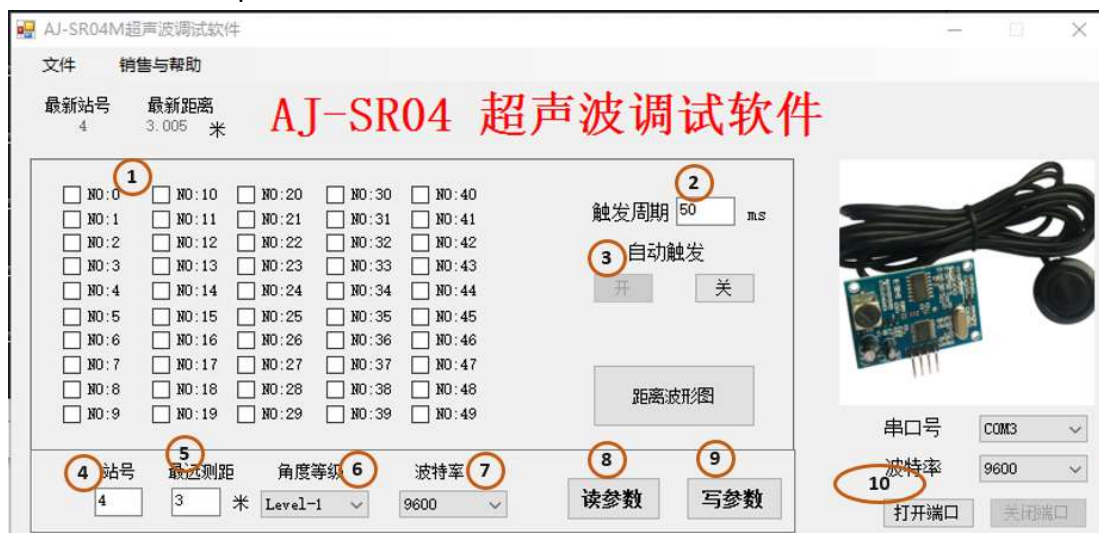 AJ-SR04M超声波调试软件
文件 销售与帮助
最新站号 最新距离
4 3.005 米
AJ-SR04 超声波调试软件
1
NO:0 NO:10 NO:20 NO:30 NO:40
NO:1 NO:11 NO:21 NO:31 NO:41
NO:2 NO:12 NO:22 NO:32 NO:42
NO:3 NO:13 NO:23 NO:33 NO:43
NO:4 NO:14 NO:24 NO:34 NO:44
NO:5 NO:15 NO:25 NO:35 NO:45
NO:6 NO:16 NO:26 NO:36 NO:46
NO:7 NO:17 NO:27 NO:37 NO:47
NO:8 NO:18 NO:28 NO:38 NO:48
NO:9 NO:19 NO:29 NO:39 NO:49
2
触发周期 50 ms
3 自动触发
开 关
距离波形图
4 站号 5 最远测距 角度等级 6 波特率 7
4 3 米 Level-1 9600
8 9
读参数 写参数
串口号 COM3
波特率 9600
10
打开端口 关闭端口